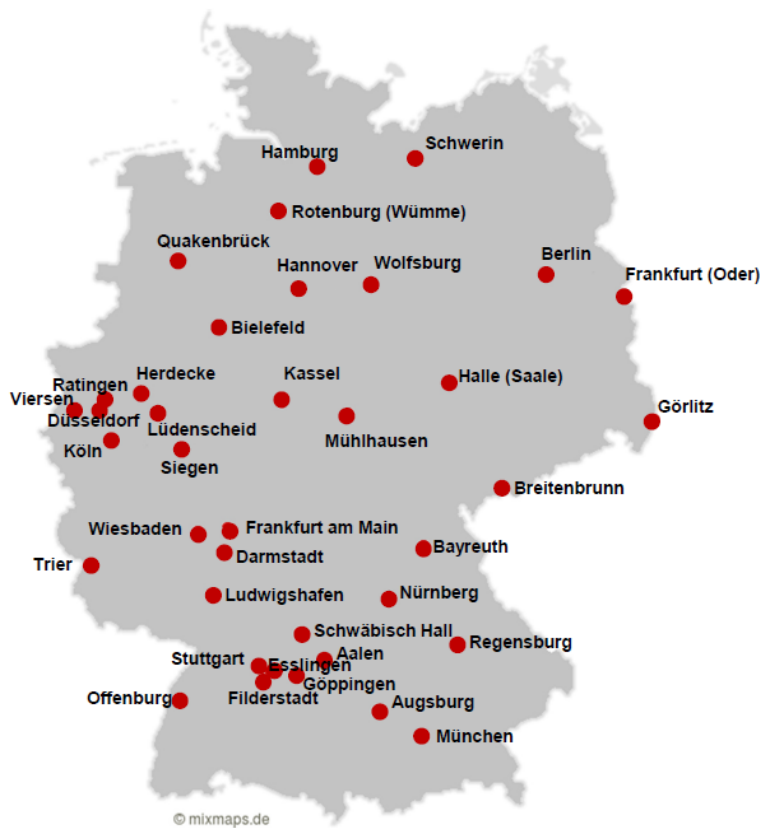 Schwerin
Hamburg
Rotenburg (Wümme)
Quakenbrück
Hannover
Wolfsburg
Berlin
Frankfurt (Oder)
Bielefeld
Herdecke
Kassel
Halle (Saale)
Ratingen
Viersen
Düsseldorf
Görlitz
Lüdenscheid
Mühlhausen
Köln
Siegen
Breitenbrunn
Wiesbaden
Frankfurt am Main
Bayreuth
Darmstadt
Trier
Ludwigshafen
Nürnberg
Schwäbisch Hall
Regensburg
Aalen
Stuttgart
Esslingen
Göppingen
Filderstadt
Offenburg
Augsburg
München
© mixmaps.de